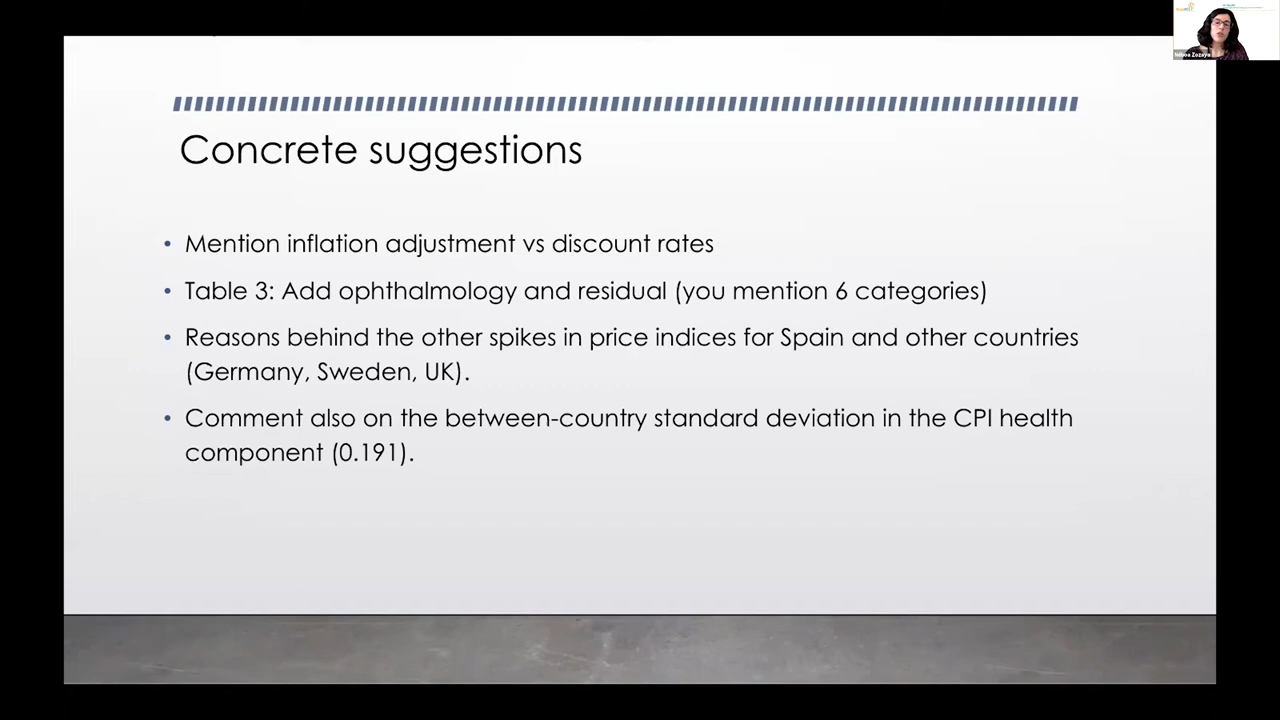 Concrete suggestions
• Mention inflation adjustment vs discount rates
• Table 3: Add ophthalmology and residual (you mention 6 categories)
• Reasons behind the other spikes in price indices for Spain and other countries
(Germany, Sweden, UK).
• Comment also on the between-country standard deviation in the CPI health
component (0.191).
Zozaya